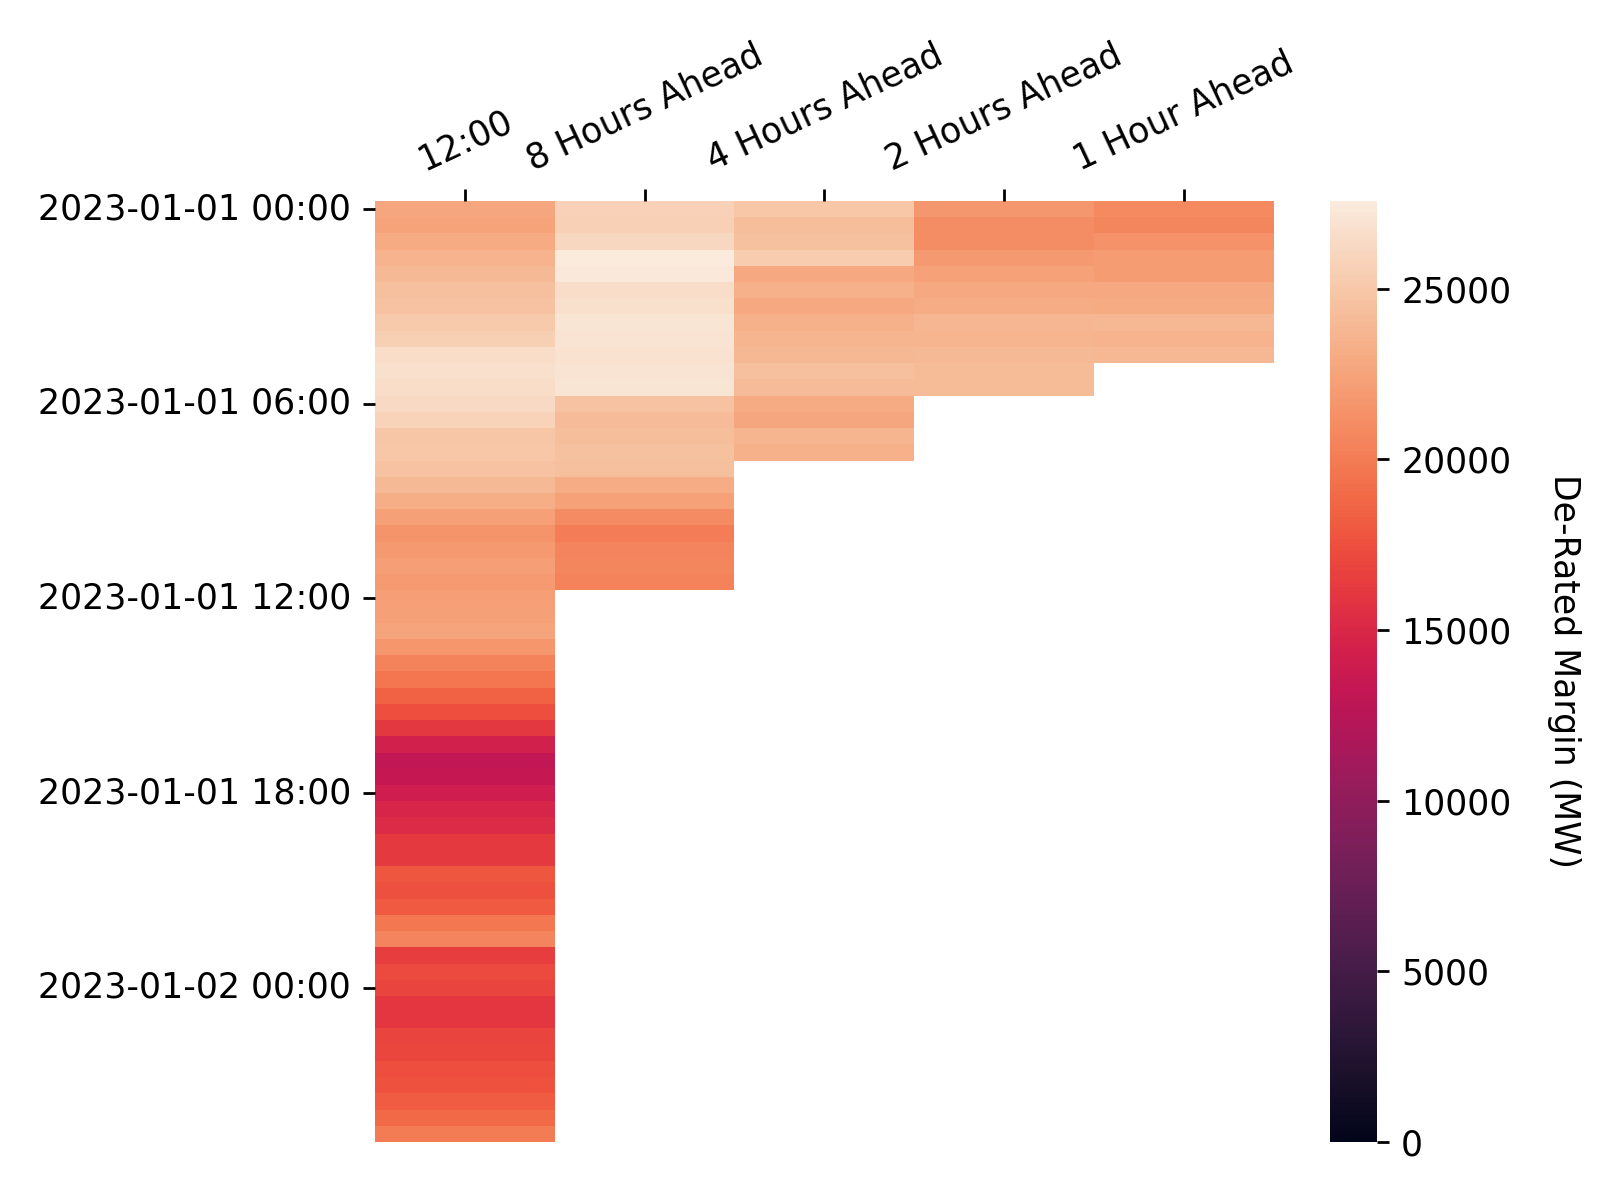 12:00
8 Hours Ahead
4 Hours Ahead
2 Hours Ahead
1 Hour Ahead
2023-01-01 00:00
2023-01-01 06:00
2023-01-01 12:00
2023-01-01 18:00
2023-01-02 00:00
25000
20000
15000
10000
5000
0
De-Rated Margin (MW)